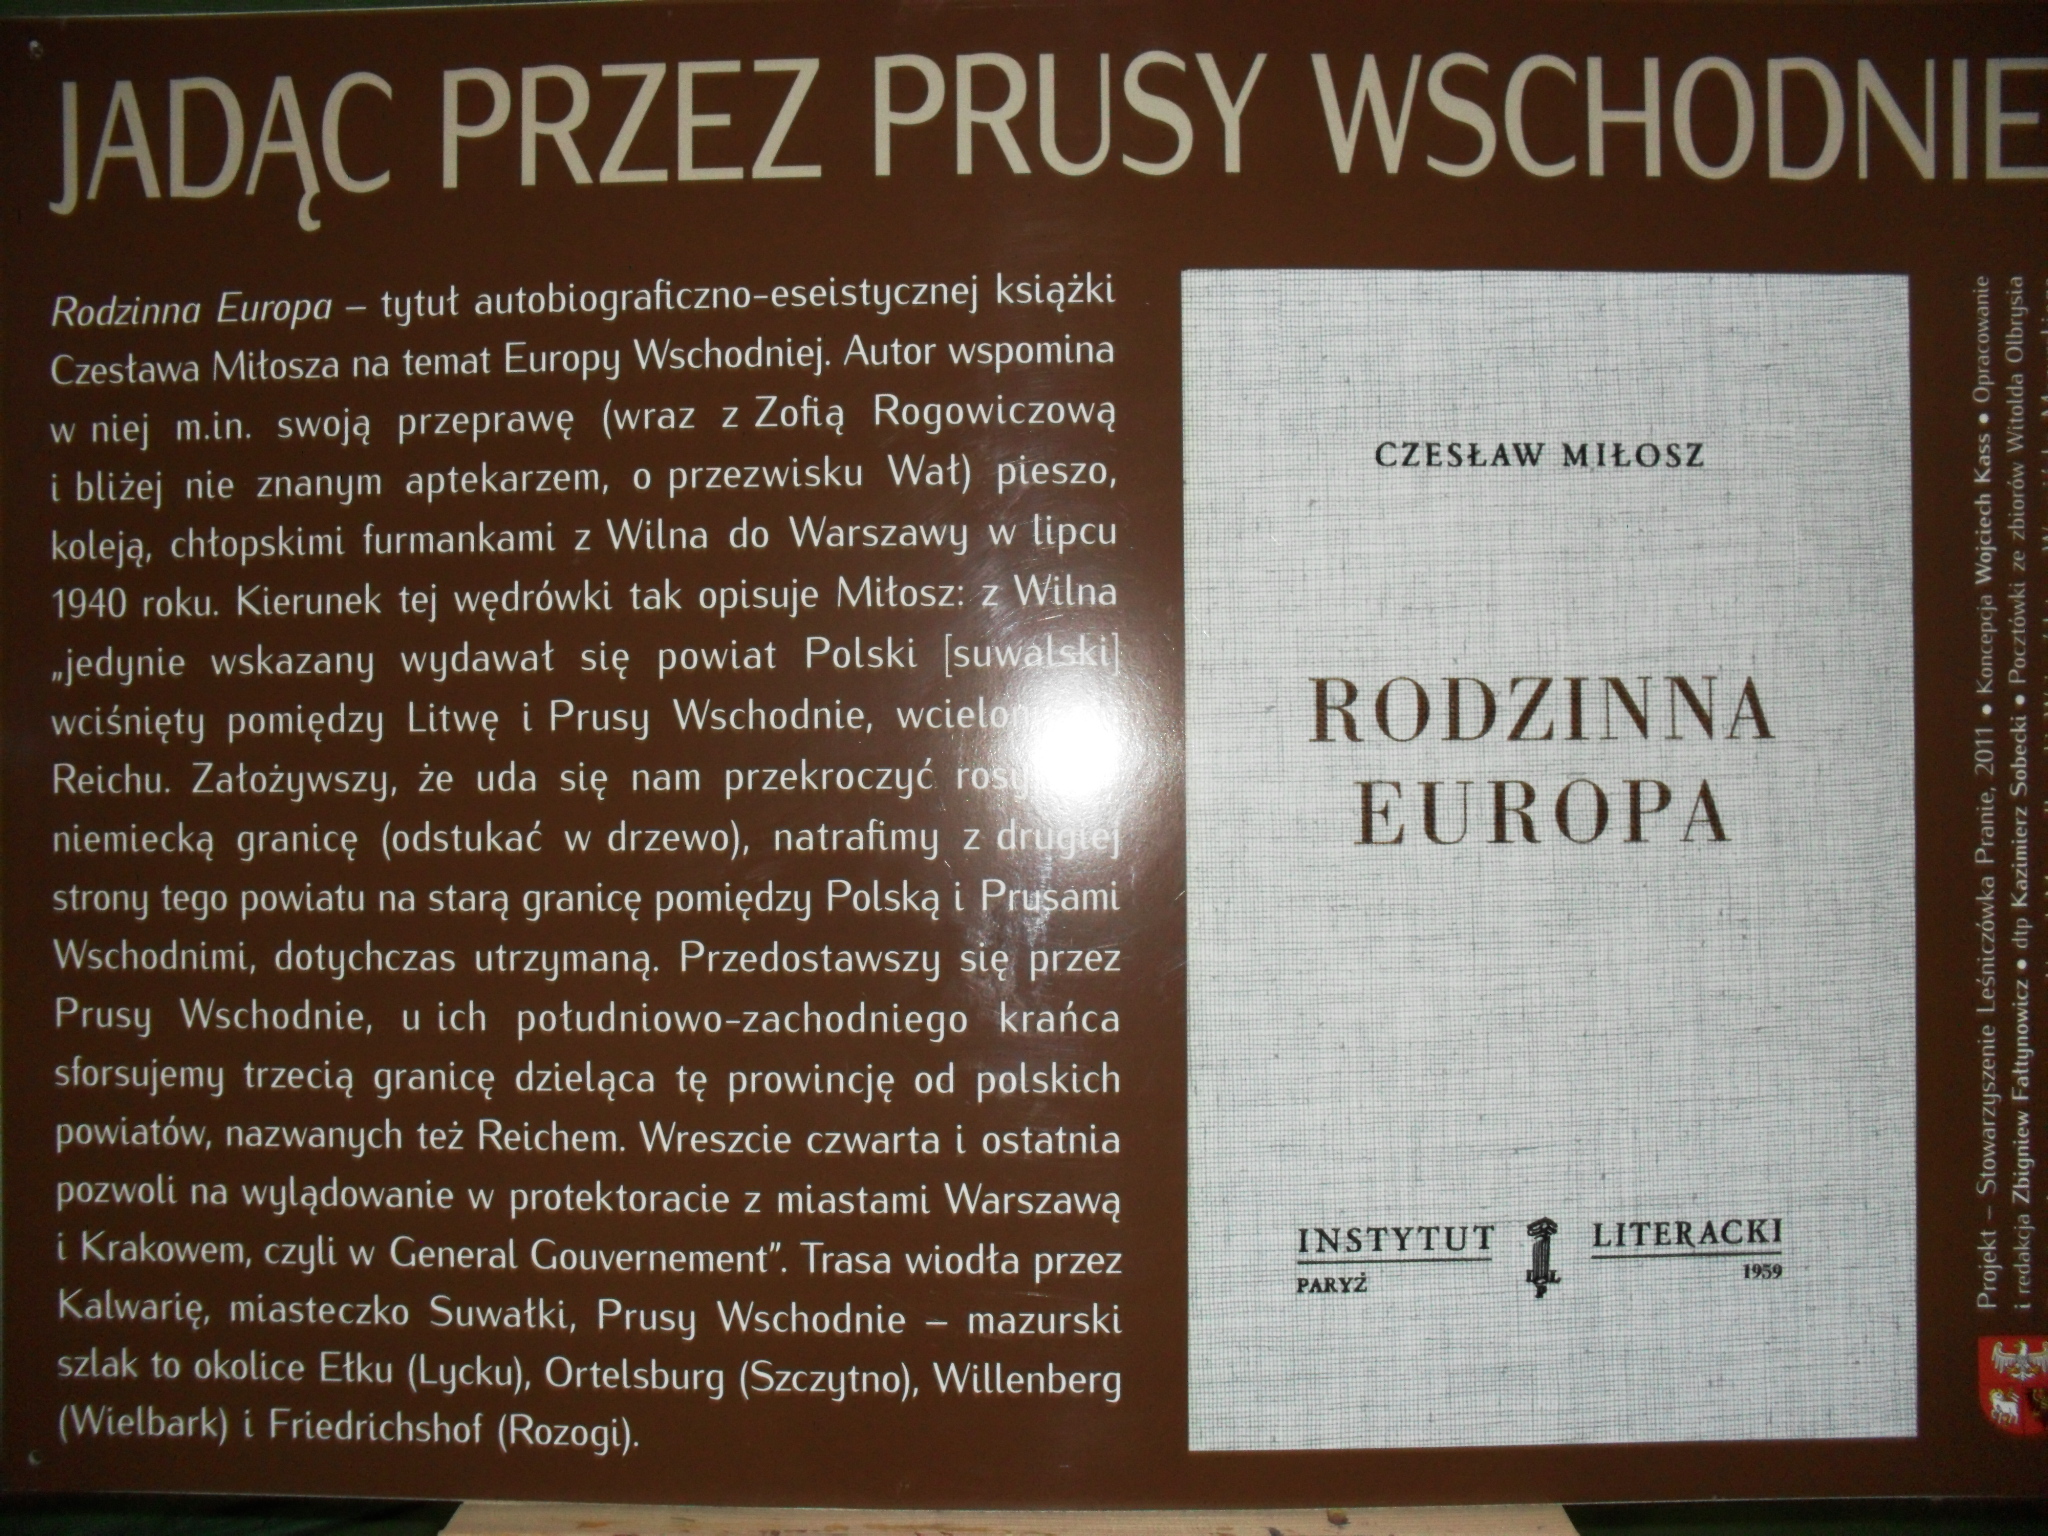 JADĄC PRZEZ PRUSY WSCHODNIE
Rodzinna Europa – tytuł autobiograficzno-eseistycznej książki
Czesława Miłosza na temat Europy Wschodniej. Autor wspomina
w niej m.in. swoją przeprawę (wraz z Zofią Rogowiczową
i bliżej nie znanym aptekarzem, o przezwisku Wał) pieszo,
koleją, chłopskimi furmankami z Wilna do Warszawy w lipcu
1940 roku. Kierunek tej wędrówki tak opisuje Miłosz: z Wilna
„jedynie wskazany wydawał się powiat Polski [suwalski]
wciśnięty pomiędzy Litwę i Prusy Wschodnie,
Reichu. Założywszy, że uda się nam przekroczyć
niemiecką granicę (odstukać w drzewo), natrafimy z drugiej
strony tego powiatu na starą granicę pomiędzy Polską i Prusami
Wschodnimi, dotychczas utrzymaną. Przedostawszy się przez
Prusy Wschodnie, u ich południowo-zachodniego krańca
sforsujemy trzecią granicę dzieląca tę prowincję od polskich
powiatów, nazwanych też Reichem. Wreszcie czwarta i ostatnia
pozwoli na wylądowanie w protektoracie z miastami Warszawą
i Krakowem, czyli w General Gouvernement”. Trasa wiodła przez
Kalwarię, miasteczko Suwałki, Prusy Wschodnie – mazurski
szlak to okolice Ełku (Lycku), Ortelsburg (Szczytno), Willenberg
(Wielbark) i Friedrichshof (Rozogi).
CZESŁAW MIŁOSZ
RODZINNA
EUROPA
INSTYTUT LITERACKI
PARYŻ 1959
Projekt – Stowarzyszenie Leśniczówka Pranie, 2011 • Koncepcja Wojciech Kass • Opracowanie
i redakcja Zbigniew Fałtynowicz • dtp Kazimierz Sobecki • Pocztówki ze zbiorów Witolda Olbrysia